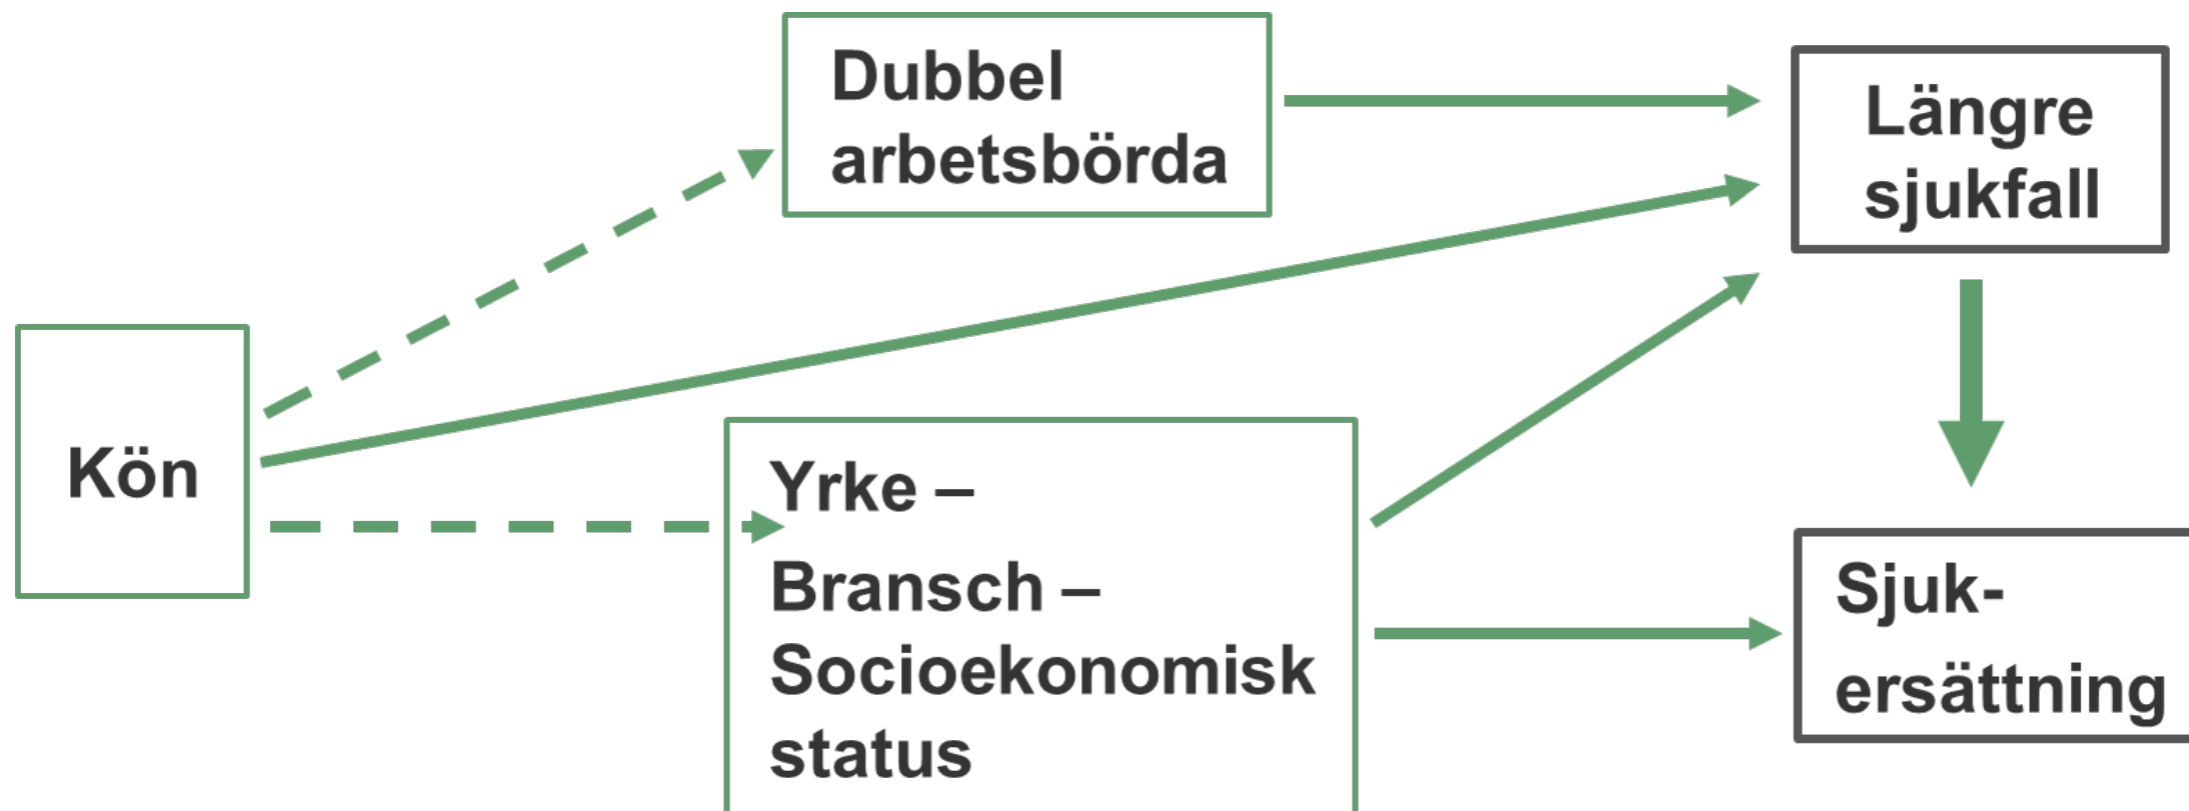 Dubbel
arbetsbörda
Längre
sjukfall
Kön
Yrke –
Bransch –
Socioekonomisk
status
Sjuk-
ersättning